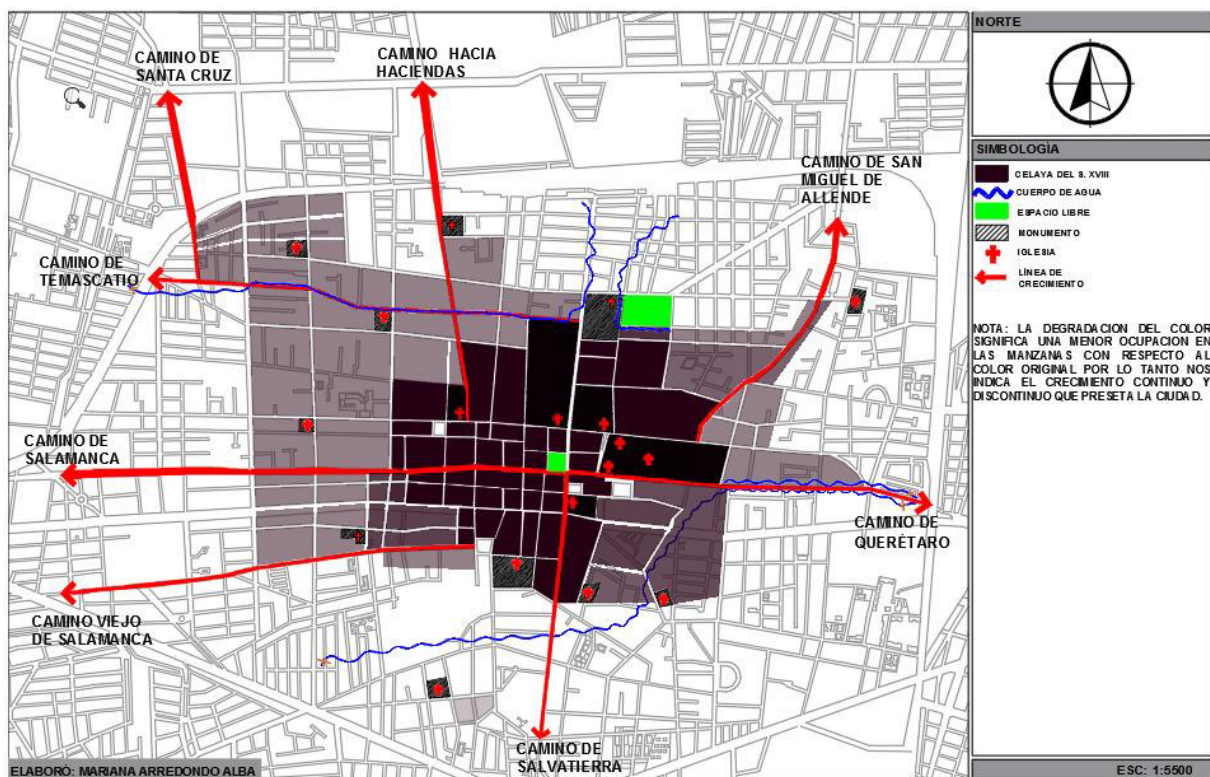 CAMINO DE
SANTA CRUZ
CAMINO HACIA
HACIENDAS
CAMINO DE SAN
MIGUEL DE
ALLENDE
CAMINO DE
TEMASCATIO
CAMINO DE
SALAMANCA
CAMINO DE
QUERÉTARO
CAMINO VIEJO
DE SALAMANCA
CAMINO DE
SALVATIERRA
ELABORÓ: MARIANA ARREDONDO ALBA
NORTE
SIMBOLOGÌA
CELAYA DEL S. XVIII
CUERPO DE AGUA
ESPACIO LIBRE
MONUMENTO
IGLESIA
LÍNEA DE
CRECIMIENTO
NOTA: LA DEGRADACION DEL COLOR
SIGNIFICA UNA MENOR OCUPACION EN
LAS MANZANAS CON RESPECTO AL
COLOR ORIGINAL POR LO TANTO NOS
INDICA EL CRECIMIENTO CONTINUO Y
DISCONTINUO QUE PRESETA LA CIUDAD.
ESC: 1:5500